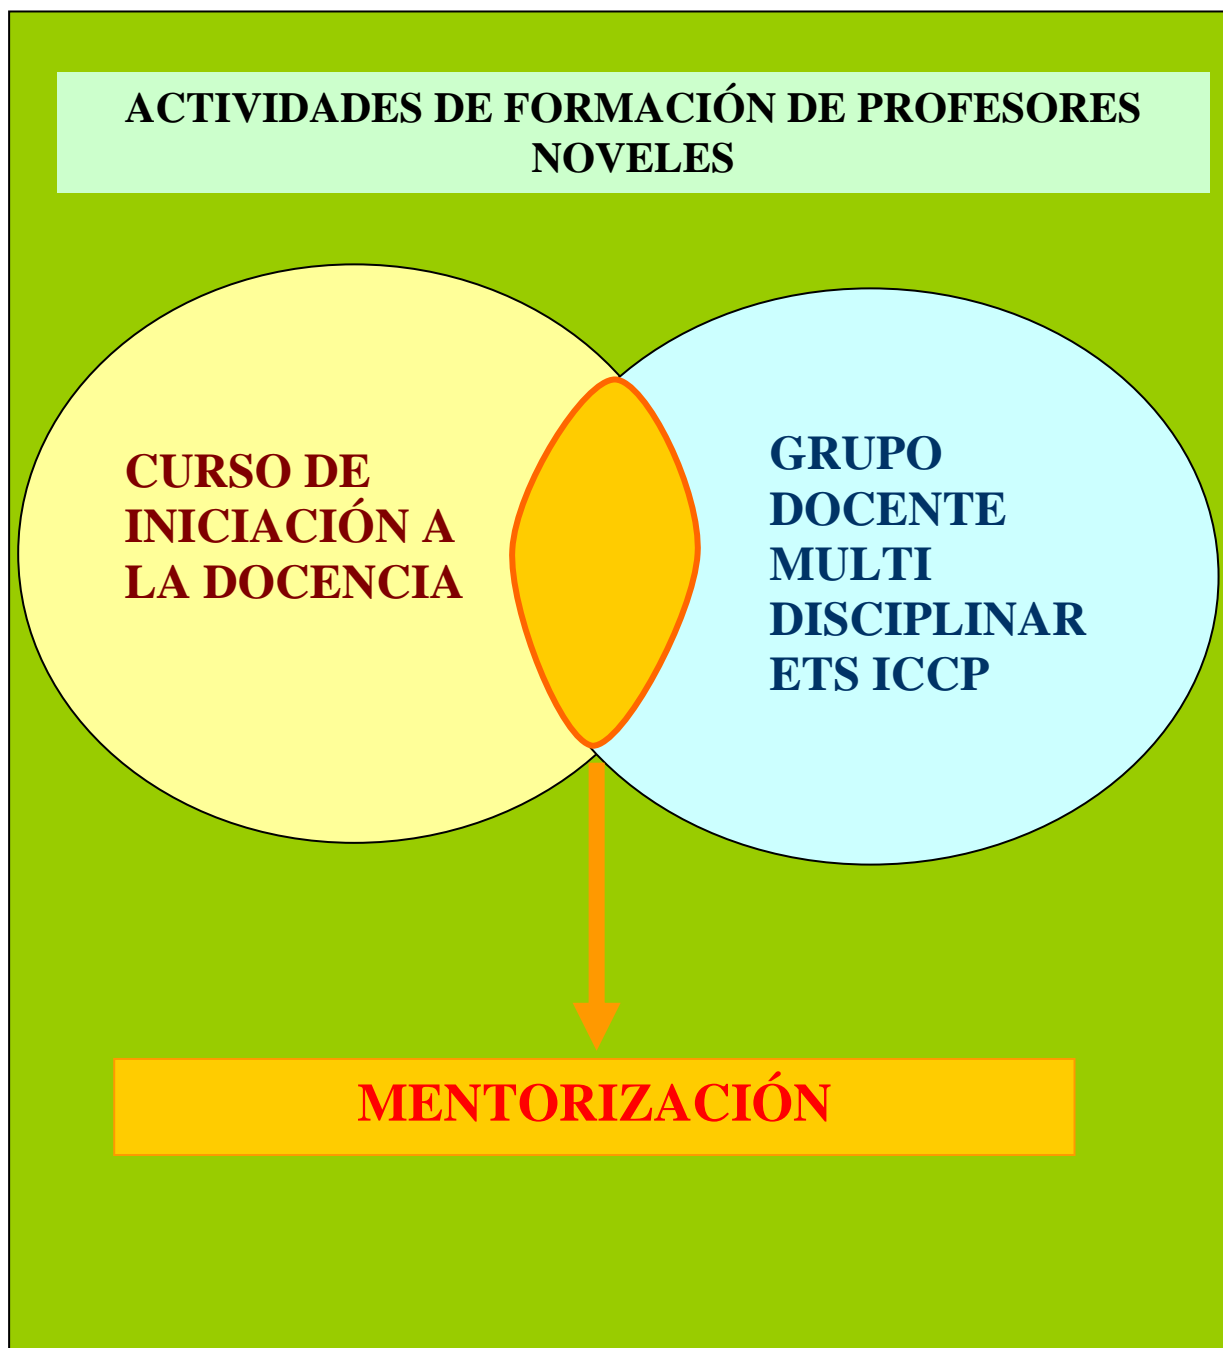 ACTIVIDADES DE FORMACIÓN DE PROFESORES
NOVELES
CURSO DE
INICIACIÓN A
LA DOCENCIA
GRUPO
DOCENTE
MULTI
DISCIPLINAR
ETS ICCP
MENTORIZACIÓN